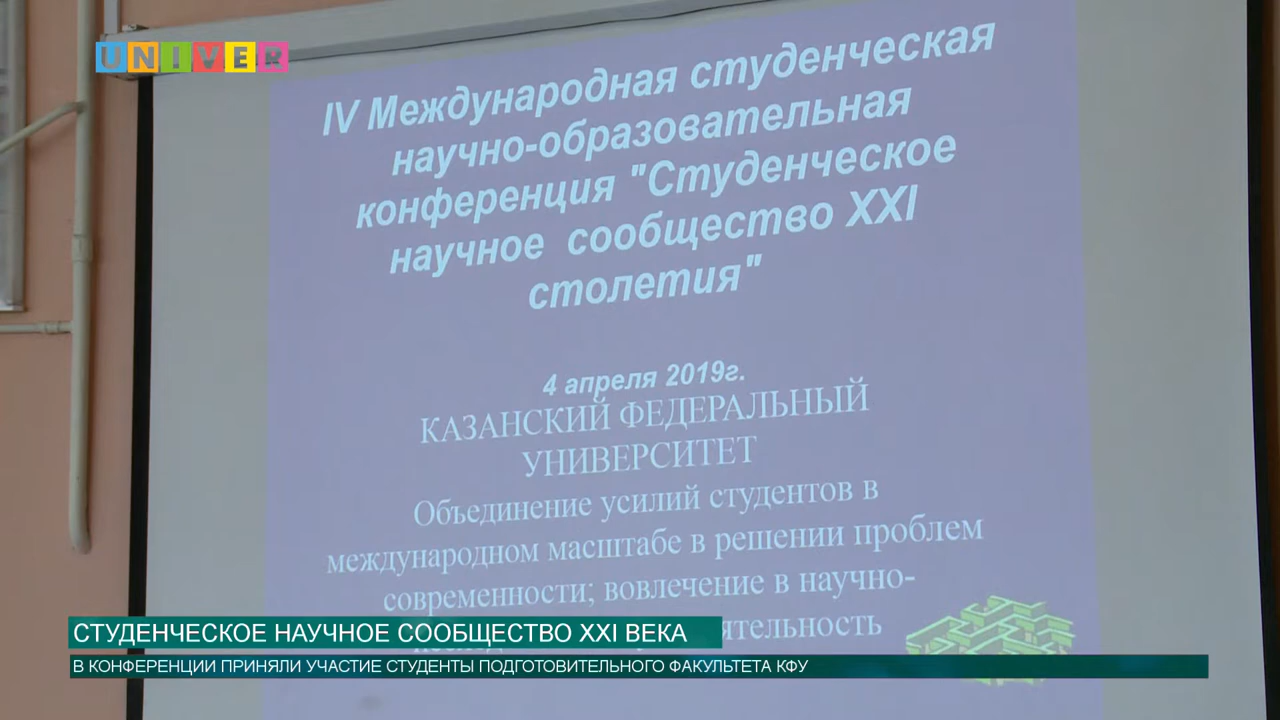 UNIVER
IV Международная студенческая
научно-образовательная
конференция "Студенческое
научное сообщество XXI
столетия"
4 апреля 2019г.
КАЗАНСКИЙ ФЕДЕРАЛЬНЫЙ
УНИВЕРСИТЕТ
Объединение усилий студентов в
международном масштабе в решении проблем
современности; вовлечение в научно-
СТУДЕНЧЕСКОЕ НАУЧНОЕ СООБЩЕСТВО XXI ВЕКА
В КОНФЕРЕНЦИИ ПРИНЯЛИ УЧАСТИЕ СТУДЕНТЫ ПОДГОТОВИТЕЛЬНОГО ФАКУЛЬТЕТА КФУ